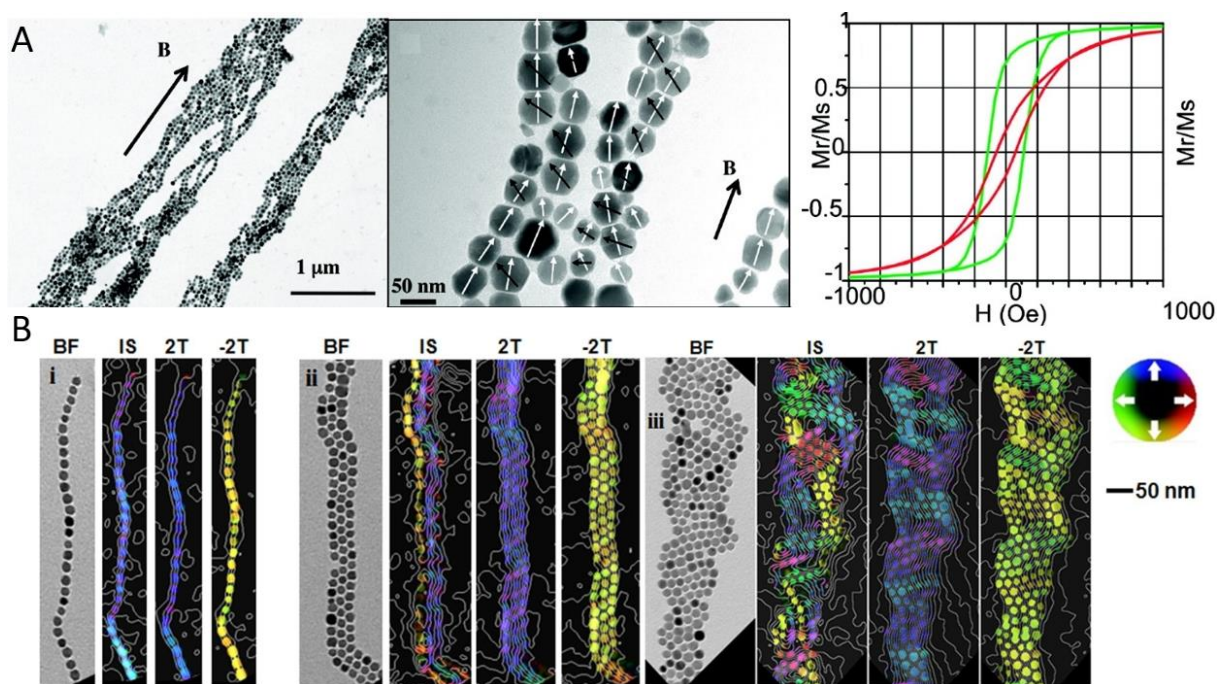 A
B
1 μm
B
50 nm
1
0.5
0
-0.5
-1
Mr/Ms
Mr/Ms
-1000
0
1000
H (Oe)
B
BF
IS
2T
-2T
BF
IS
2T
-2T
BF
IS
2T
-2T
i
ii
iii
50 nm